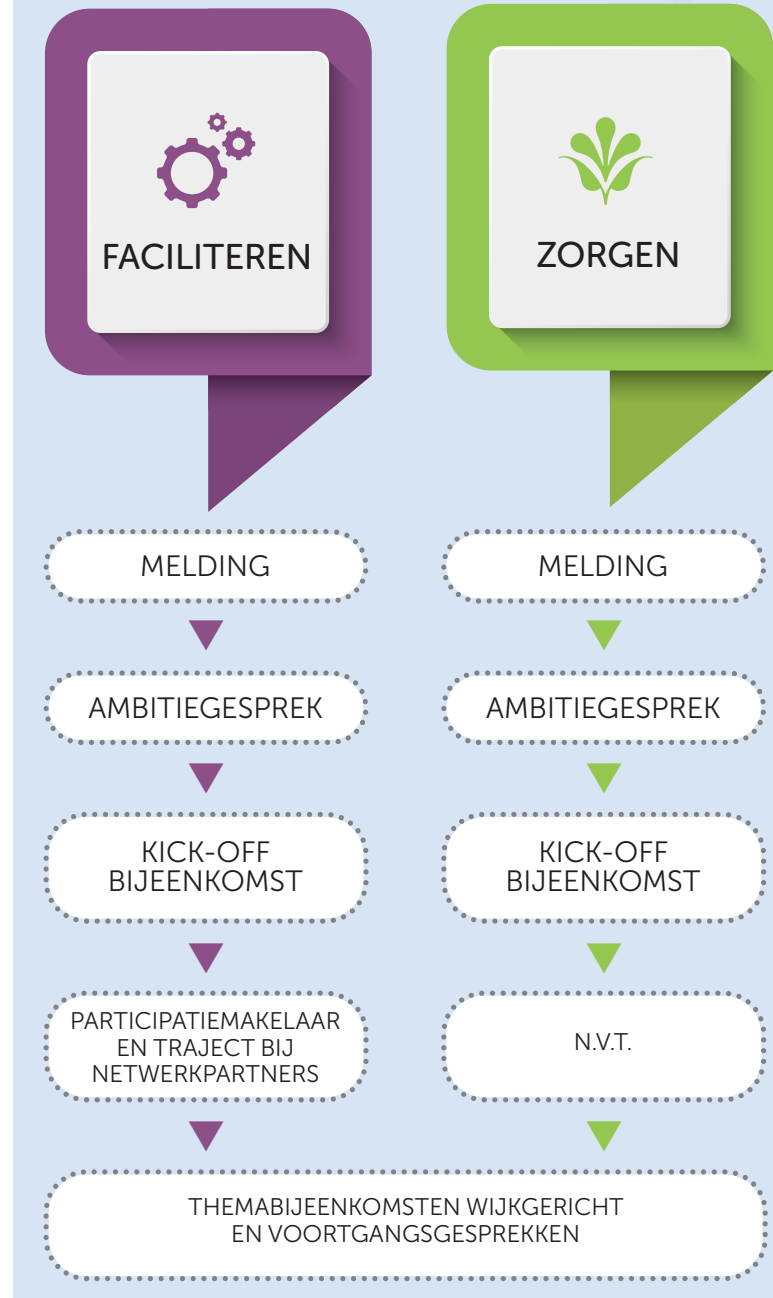 FACILITEREN
MELDING
AMBITIEGESPREK
KICK-OFF
BIJEENKOMST
PARTICIPATIEMAKELAAR
EN TRAJECT BIJ
NETWERKPARTNERS
ZORGEN
MELDING
AMBITIEGESPREK
KICK-OFF
BIJEENKOMST
N.V.T.
THEMABIJEENKOMSTEN WIJKGERICHT
EN VOORTGANGSGESPREKKEN